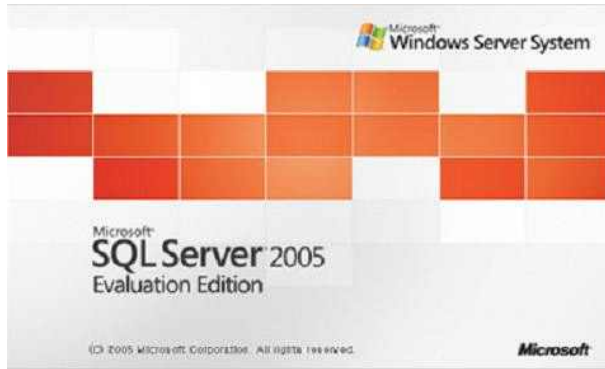 Microsoft
Windows Server System
Microsoft
SQL Server 2005
Evaluation Edition
(C) 2005 Microsoft Corporation. All rights reserved.
Microsoft